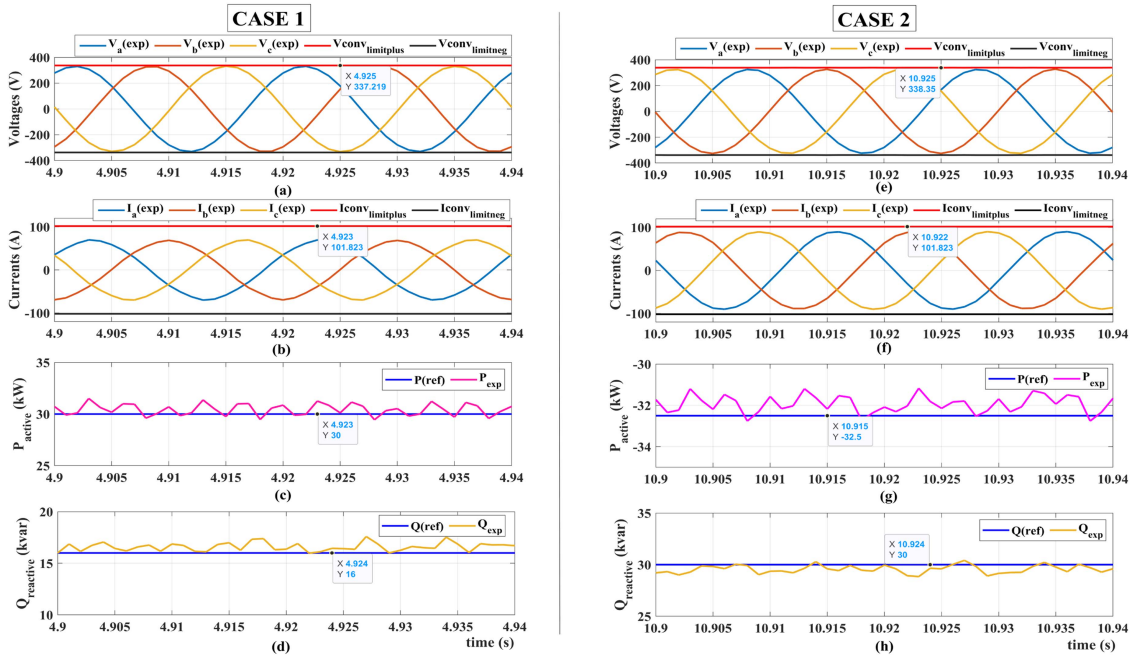 CASE 1
V_a(exp) V_b(exp) V_c(exp) Vconv_limitplus Vconv_limitneg
Voltages (V)
400
200
0
-200
-400
X 4.925
Y 337.219
4.9 4.905 4.91 4.915 4.92 4.925 4.93 4.935 4.94
(a)
I_a(exp) I_b(exp) I_c(exp) Iconv_limitplus Iconv_limitneg
Currents (A)
100
0
-100
X 4.923
Y 101.823
4.9 4.905 4.91 4.915 4.92 4.925 4.93 4.935 4.94
(b)
P(ref) P_exp
P_active (kW)
35
30
25
X 4.923
Y 30
4.9 4.905 4.91 4.915 4.92 4.925 4.93 4.935 4.94
(c)
Q(ref) Q_exp
Q_reactive (kvar)
20
15
10
X 4.924
Y 16
4.9 4.905 4.91 4.915 4.92 4.925 4.93 4.935 4.94
(d)
time (s)
CASE 2
V_a(exp) V_b(exp) V_c(exp) Vconv_limitplus Vconv_limitneg
Voltages (V)
400
200
0
-200
-400
X 10.925
Y 338.35
10.9 10.905 10.91 10.915 10.92 10.925 10.93 10.935 10.94
(e)
I_a(exp) I_b(exp) I_c(exp) Iconv_limitplus Iconv_limitneg
Currents (A)
100
0
-100
X 10.922
Y 101.823
10.9 10.905 10.91 10.915 10.92 10.925 10.93 10.935 10.94
(f)
P(ref) P_exp
P_active (kW)
-30
-32
-34
-36
X 10.915
Y -32.5
10.9 10.905 10.91 10.915 10.92 10.925 10.93 10.935 10.94
(g)
Q(ref) Q_exp
Q_reactive (kvar)
35
30
25
X 10.924
Y 30
10.9 10.905 10.91 10.915 10.92 10.925 10.93 10.935 10.94
(h)
time (s)